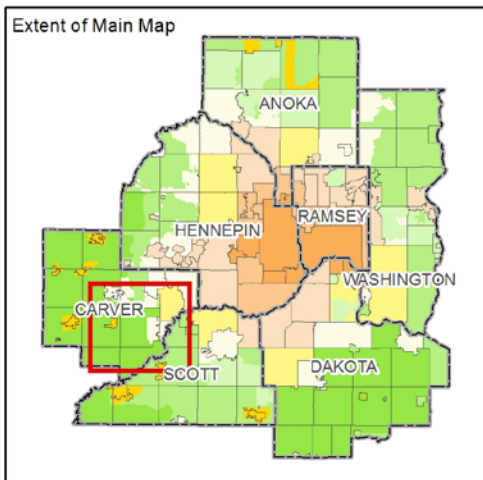 Extent of Main Map
ANOKA
HENNEPIN
RAMSEY
WASHINGTON
CARVER
SCOTT
DAKOTA